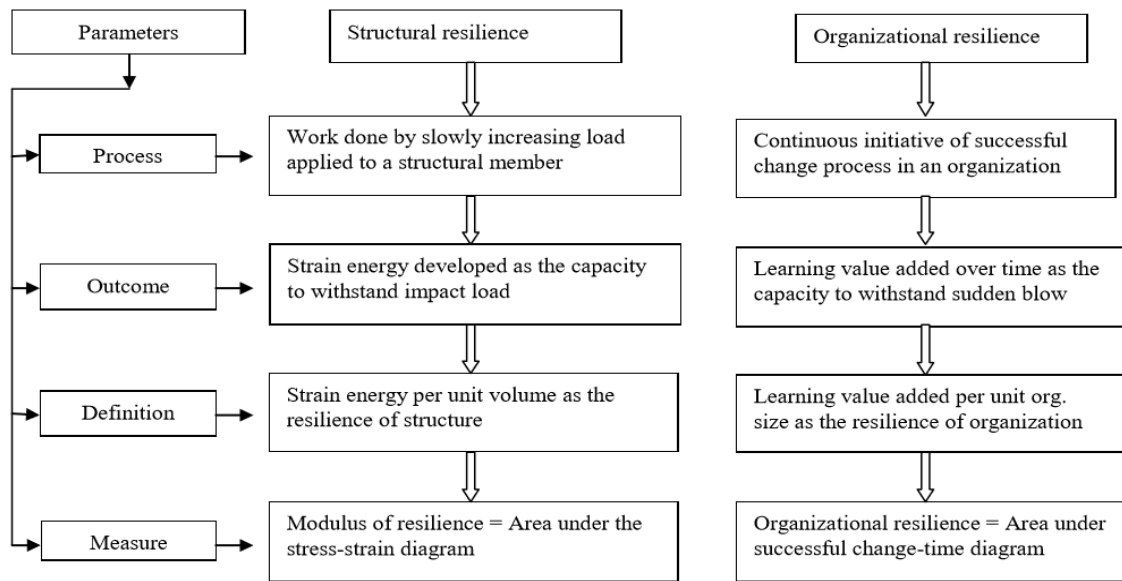 Parameters
Structural resilience
Organizational resilience
Process
Work done by slowly increasing load
applied to a structural member
Continuous initiative of successful
change process in an organization
Outcome
Strain energy developed as the capacity
to withstand impact load
Learning value added over time as the
capacity to withstand sudden blow
Definition
Strain energy per unit volume as the
resilience of structure
Learning value added per unit org.
size as the resilience of organization
Measure
Modulus of resilience = Area under the
stress-strain diagram
Organizational resilience = Area under
successful change-time diagram